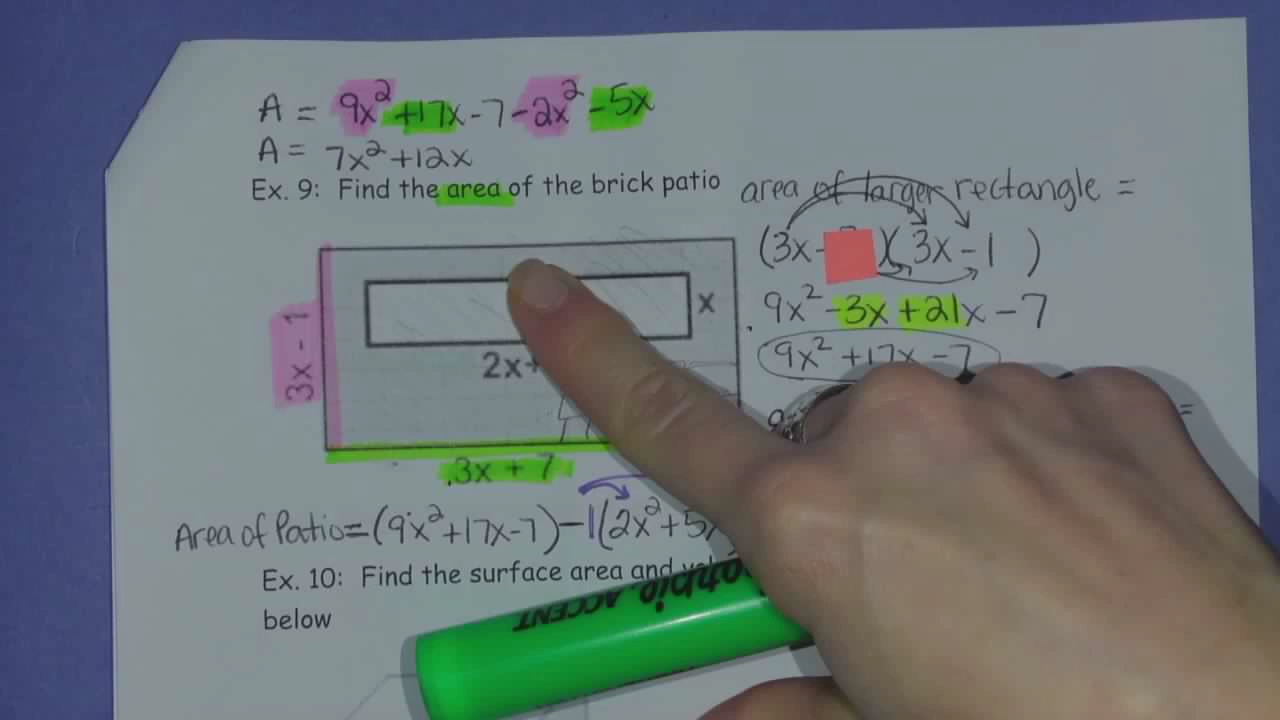 A = 9x² +17x - 7 - 2x² - 5x
A = 7x² + 12x
Ex. 9: Find the area of the brick patio
area of larger rectangle =
(3x- )(3x-1 )
9x² -3x +21x - 7
9x² +17x - 7
=
x
2x+
3x - 1
3x + 7
Area of Patio = (9x² +17x-7) - 1(2x² + 5x
Ex. 10: Find the surface area and
below
ACCENT